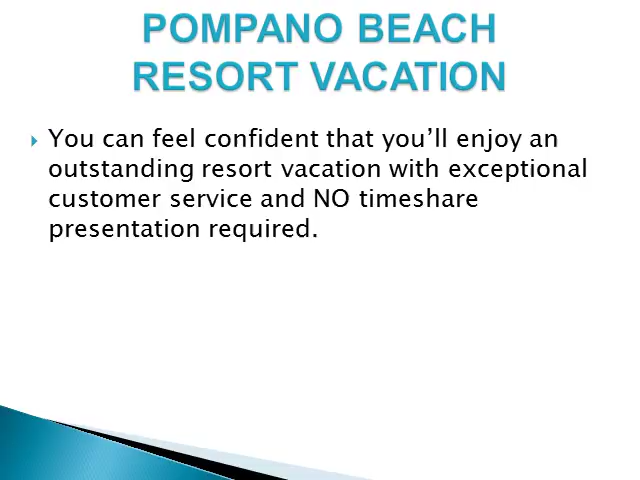 POMPANO BEACH
RESORT VACATION
You can feel confident that you’ll enjoy an
outstanding resort vacation with exceptional
customer service and NO timeshare
presentation required.